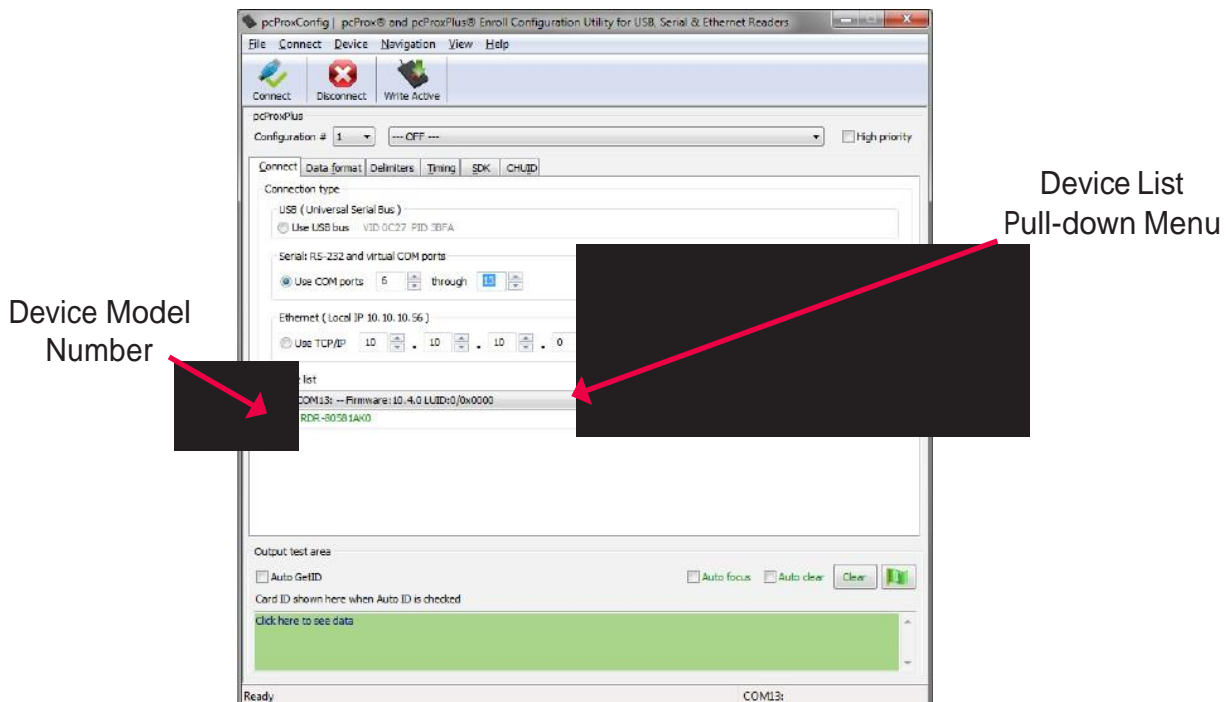 pcProxConfig | pcProx® and pcProxPlus® Enroll Configuration Utility for USB, Serial & Ethernet Readers
File Connect Device Navigation View Help
Connect Disconnect Write Active
pcProxPlus
Configuration # 1 --- OFF --- High priority
Connect Data format Delimiters Timing SDK CHUID
Connection type
USB ( Universal Serial Bus )
Use USB bus VID 0C27 PID 3BFA
Serial: RS-232 and virtual COM ports
Use COM ports 6 through 13
Ethernet ( Local IP 10.10.10.56 )
Use TCP/IP 10 . 10 . 10 . 0
list
COM13: -- Firmware: 10.4.0 LUID:0/0x0000
RDR-80581AK0
Device Model
Number
Device List
Pull-down Menu
Output test area
Auto GetID Auto focus Auto clear Clear
Card ID shown here when Auto ID is checked
Click here to see data
Ready COM13: